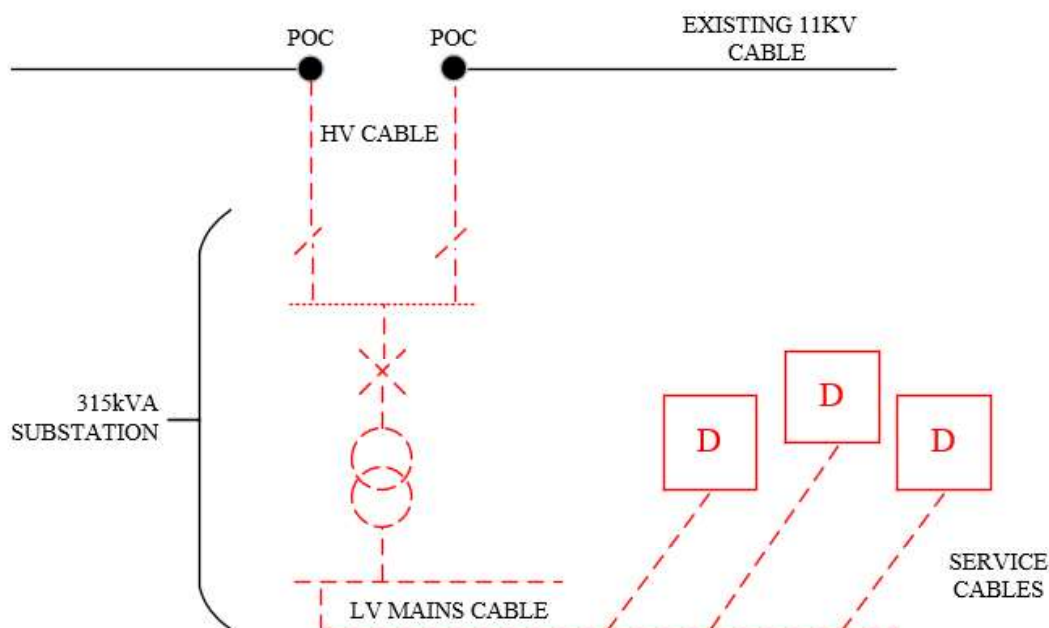 POC
POC
EXISTING 11KV
CABLE
HV CABLE
315kVA
SUBSTATION
D
D
D
SERVICE
CABLES
LV MAINS CABLE